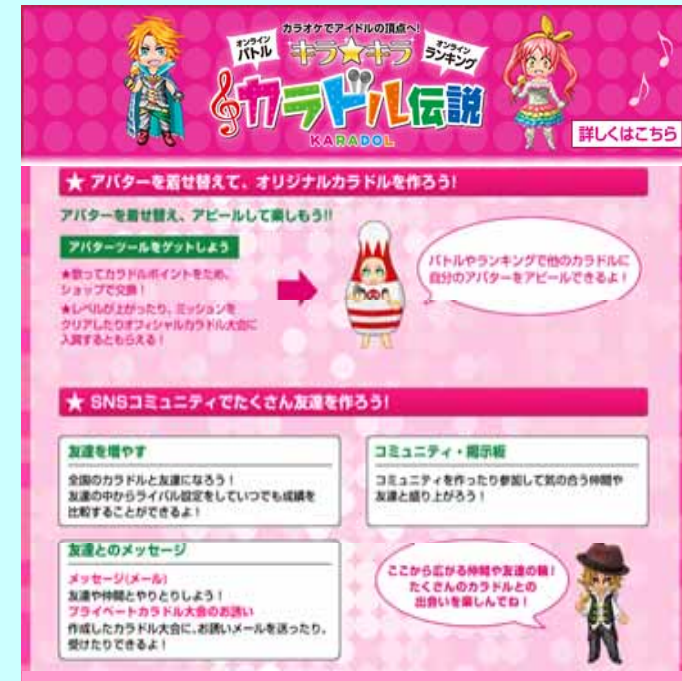 カラオケでアイドルの頂点へ!
オンライン
バトル
キラ☆キラ
オンライン
ランキング
カラドル伝説
KARADOL
詳しくはこちら
★ アバターを着せ替えて、オリジナルカラドルを作ろう!
アバターを着せ替え、アピールして楽しもう!!
アバターツールをゲットしよう
★歌ってカラドルポイントをため、
ショップで交換！
★レベルが上がったり、ミッションを
クリアしたりオフィシャルカラドル大会に
入賞するともらえる！
バトルやランキングで他のカラドルに
自分のアバターをアピールできるよ！
★ SNSコミュニティでたくさん友達を作ろう!
友達を増やす
全国のカラドルと友達になろう！
友達の中からライバル設定をしていつでも成績を
比較することができるよ！
コミュニティ・掲示板
コミュニティを作ったり参加して気の合う仲間や
友達と盛り上がろう！
友達とのメッセージ
メッセージ(メール)
友達や仲間とやりとりしよう！
プライベートカラドル大会のお誘い
作成したカラドル大会に、お誘いメールを送ったり、
受けたりできるよ！
ここから広がる仲間や友達の輪!
たくさんのカラドルとの
出会いを楽しんでね!